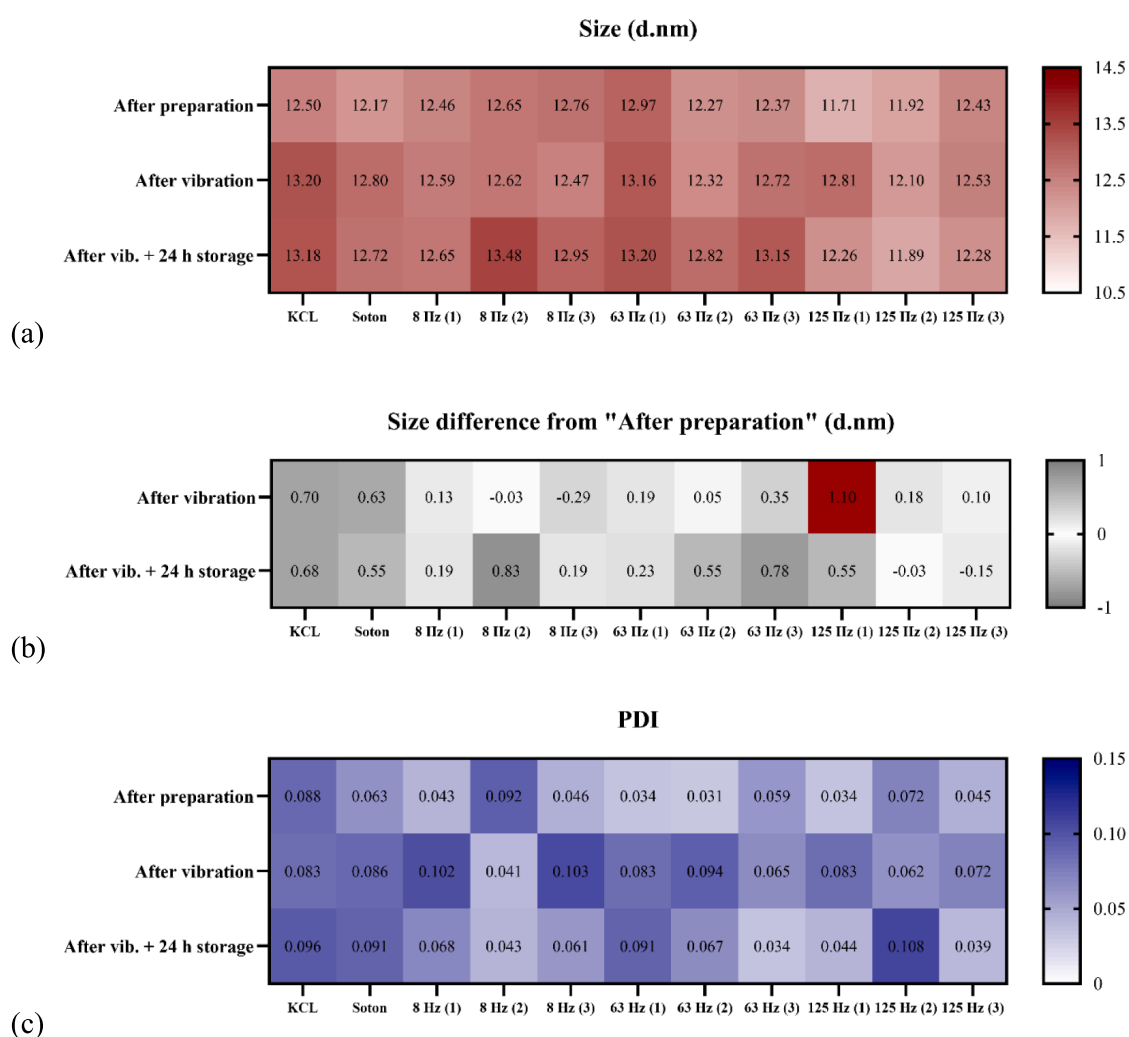 Size (d.nm)
After preparation 12.50 12.17 12.46 12.65 12.76 12.97 12.27 12.37 11.71 11.92 12.43
After vibration 13.20 12.80 12.59 12.62 12.47 13.16 12.32 12.72 12.81 12.10 12.53
After vib. + 24 h storage 13.18 12.72 12.65 13.48 12.95 13.20 12.82 13.15 12.26 11.89 12.28
KCL Soton 8 Hz (1) 8 Hz (2) 8 Hz (3) 63 Hz (1) 63 Hz (2) 63 Hz (3) 125 Hz (1) 125 Hz (2) 125 Hz (3)
14.5
13.5
12.5
11.5
10.5
(a)
Size difference from "After preparation" (d.nm)
After vibration 0.70 0.63 0.13 -0.03 -0.29 0.19 0.05 0.35 1.10 0.18 0.10
After vib. + 24 h storage 0.68 0.55 0.19 0.83 0.19 0.23 0.55 0.78 0.55 -0.03 -0.15
KCL Soton 8 Hz (1) 8 Hz (2) 8 Hz (3) 63 Hz (1) 63 Hz (2) 63 Hz (3) 125 Hz (1) 125 Hz (2) 125 Hz (3)
1
0
-1
(b)
PDI
After preparation 0.088 0.063 0.043 0.092 0.046 0.034 0.031 0.059 0.034 0.072 0.045
After vibration 0.083 0.086 0.102 0.041 0.103 0.083 0.094 0.065 0.083 0.062 0.072
After vib. + 24 h storage 0.096 0.091 0.068 0.043 0.061 0.091 0.067 0.034 0.044 0.108 0.039
KCL Soton 8 Hz (1) 8 Hz (2) 8 Hz (3) 63 Hz (1) 63 Hz (2) 63 Hz (3) 125 Hz (1) 125 Hz (2) 125 Hz (3)
0.15
0.10
0.05
0
(c)